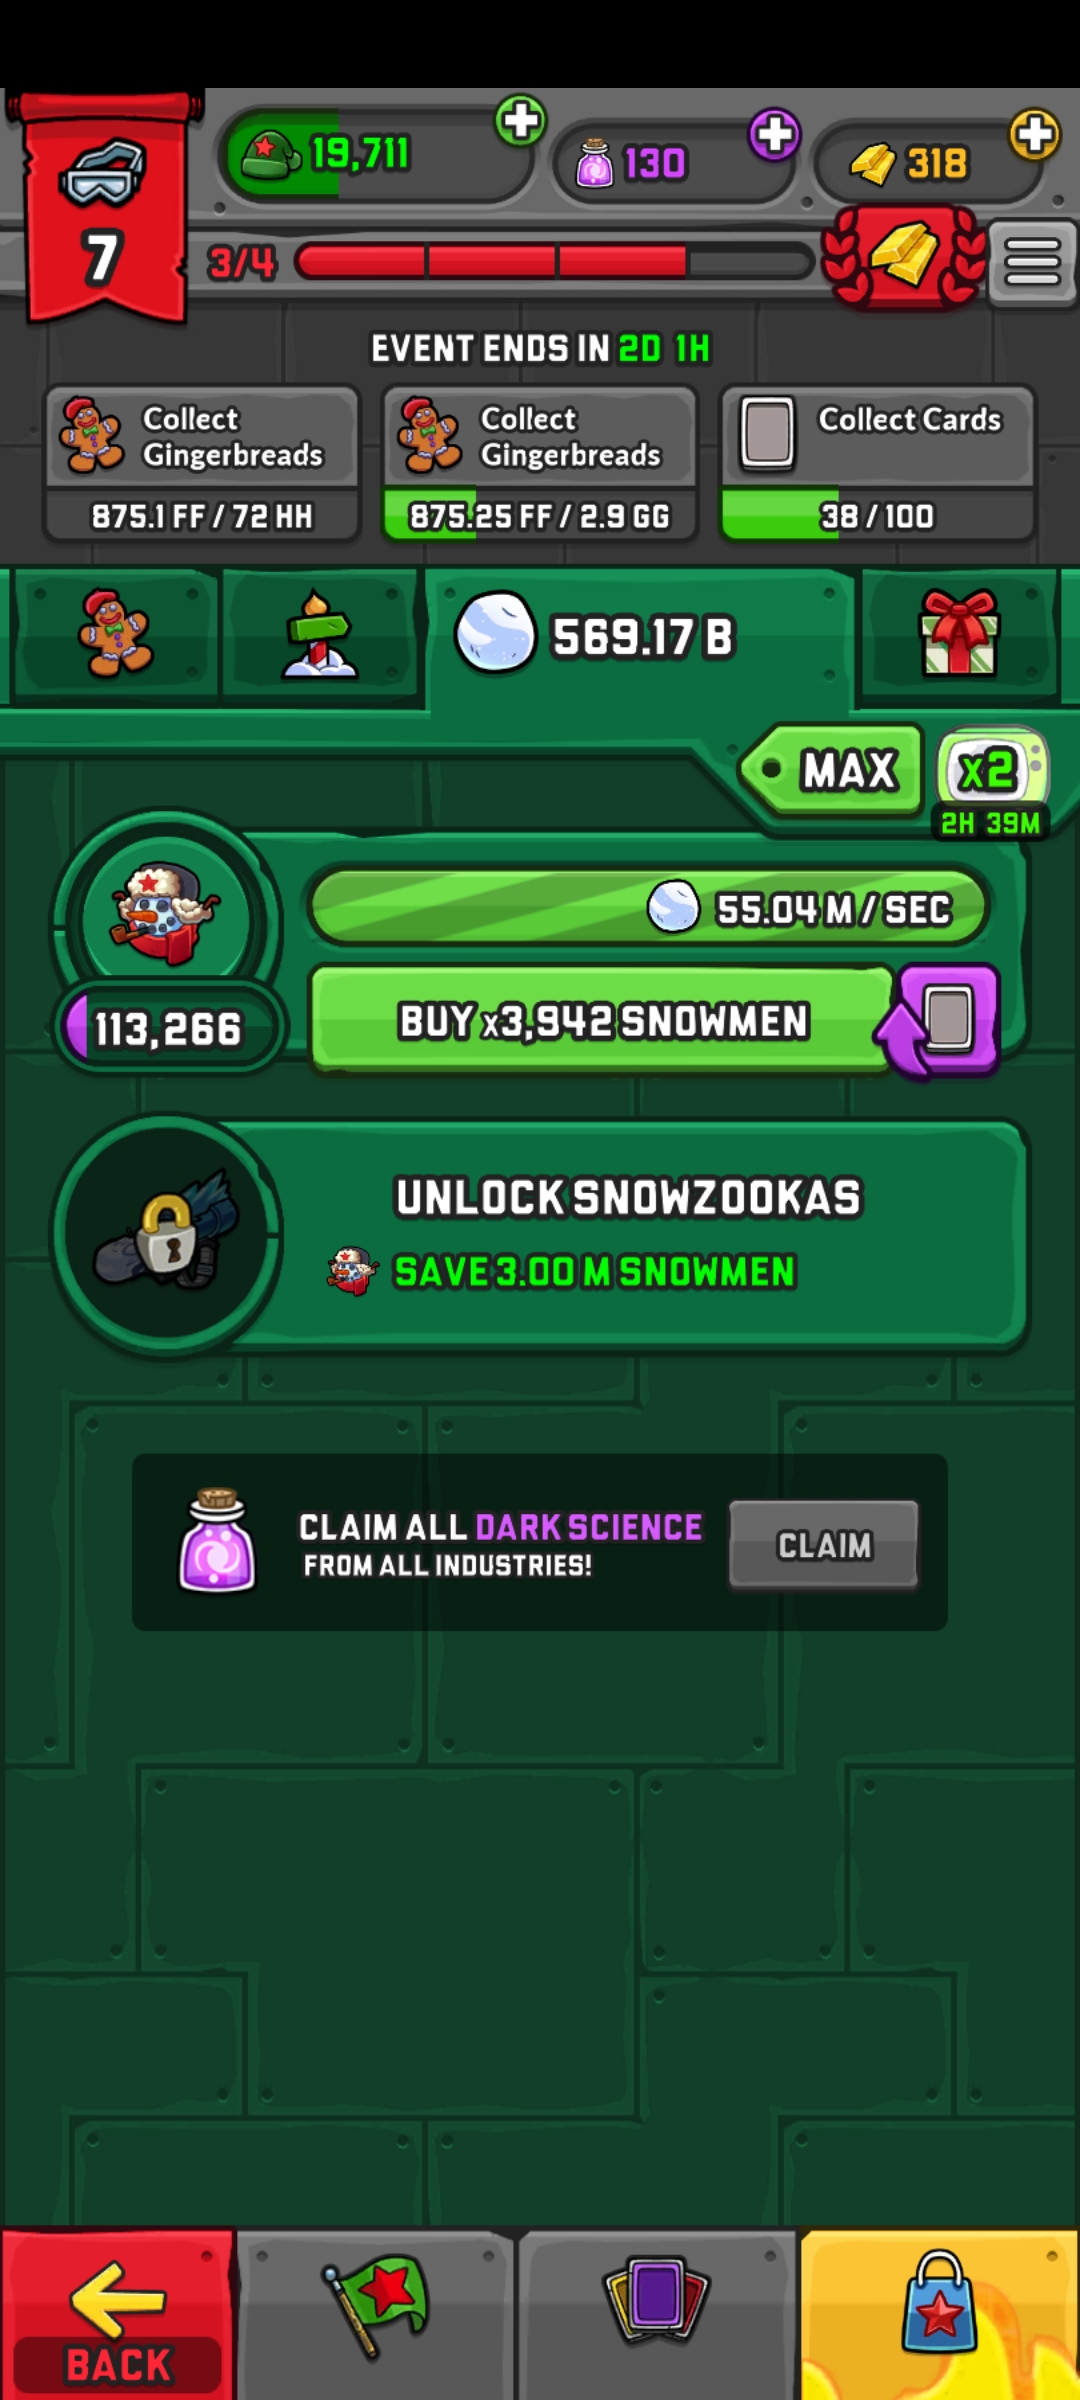 19,711
130
318
7
3/4
EVENT ENDS IN 2D 1H
Collect
Gingerbreads
875.1 FF / 72 HH
Collect
Gingerbreads
875.25 FF / 2.9 GG
Collect Cards
38 / 100
569.17 B
MAX
x2
2H 39M
55.04 M / SEC
113,266
BUY x3,942 SNOWMEN
UNLOCK SNOWZOOKAS
SAVE 3.00 M SNOWMEN
CLAIM ALL DARK SCIENCE
FROM ALL INDUSTRIES!
CLAIM
BACK